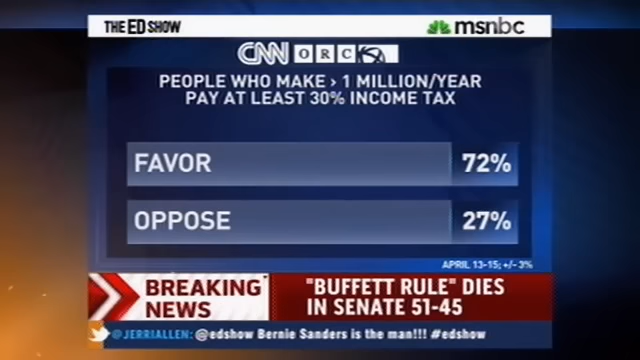 THE ED SHOW
msnbc
CNN ORC
PEOPLE WHO MAKE > 1 MILLION/YEAR
PAY AT LEAST 30% INCOME TAX
FAVOR 72%
OPPOSE 27%
APRIL 13-15; +/- 3%
BREAKING
NEWS
"BUFFETT RULE" DIES
IN SENATE 51-45
@JERRIALLEN: @edshow Bernie Sanders is the man!!! #edshow